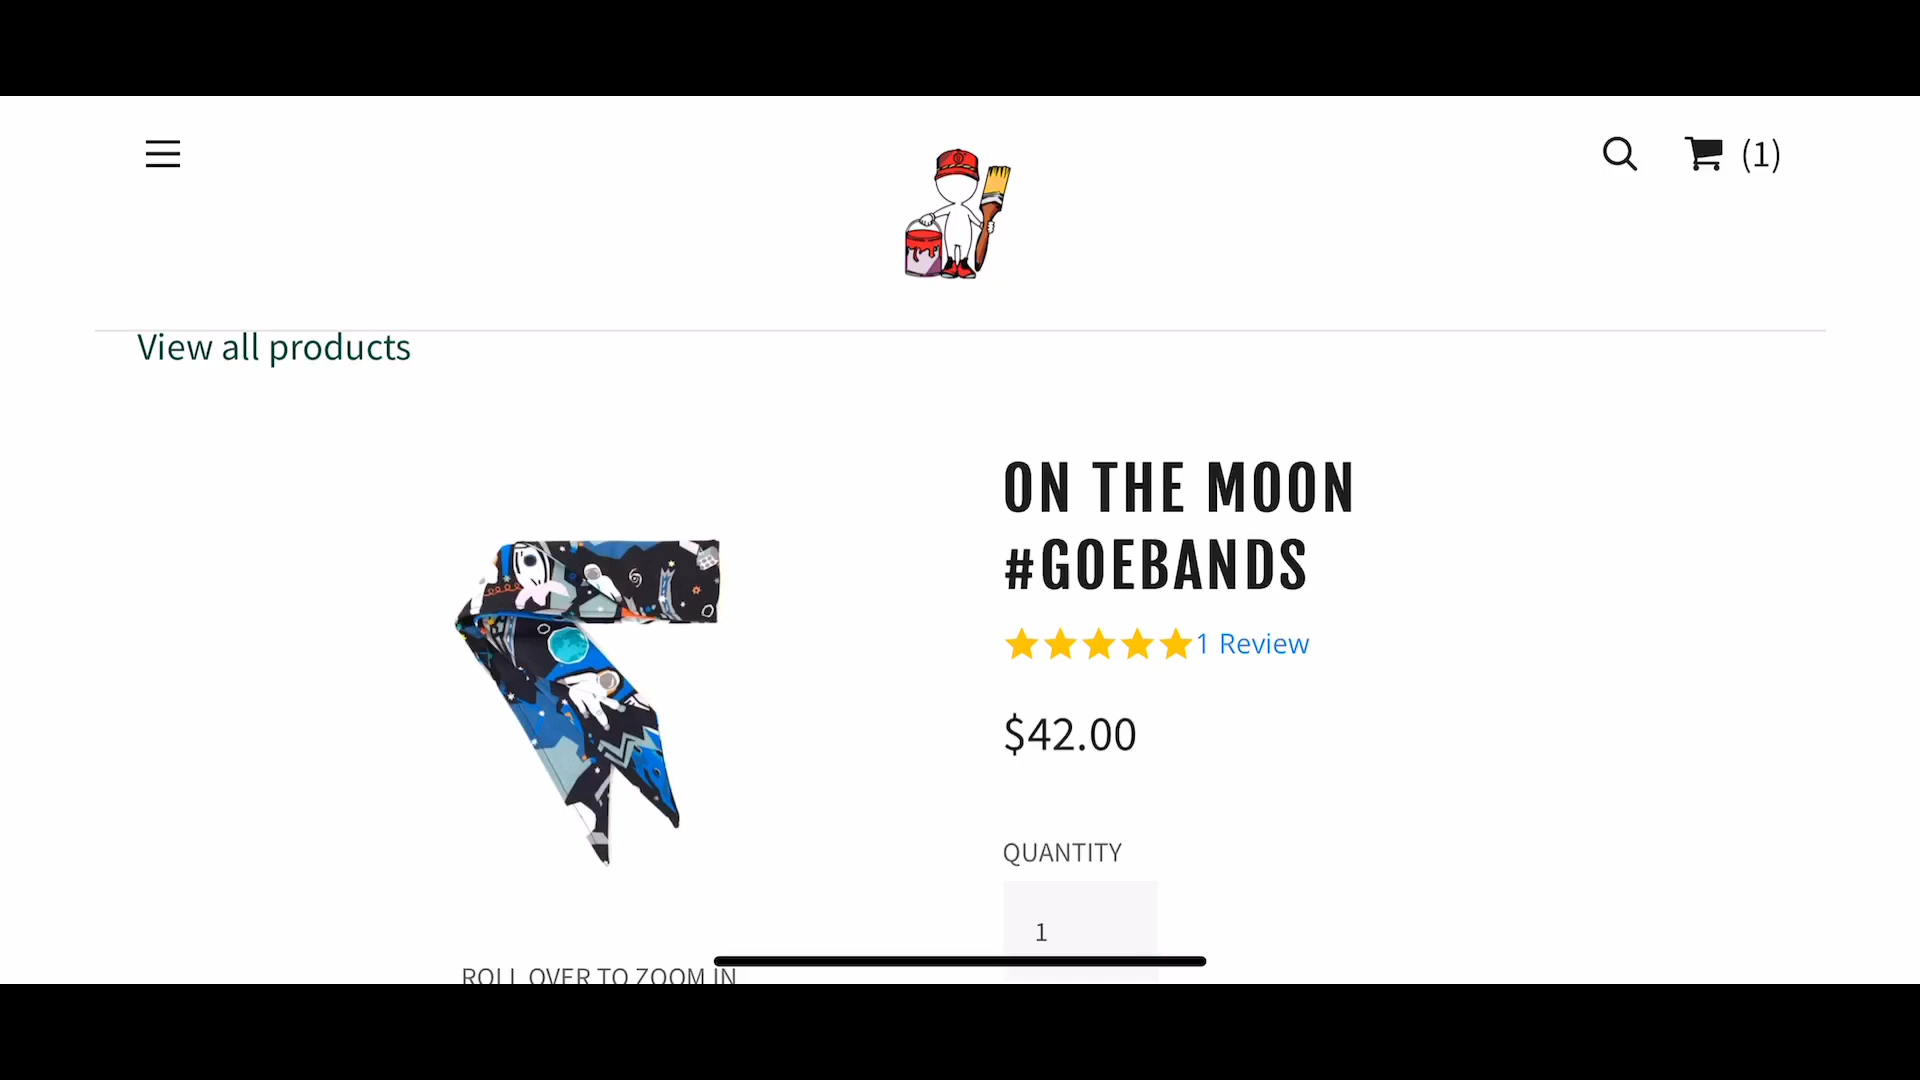 (1)
View all products
ON THE MOON
#GOEBANDS
1 Review
$42.00
QUANTITY
1
ROLL OVER TO ZOOM IN